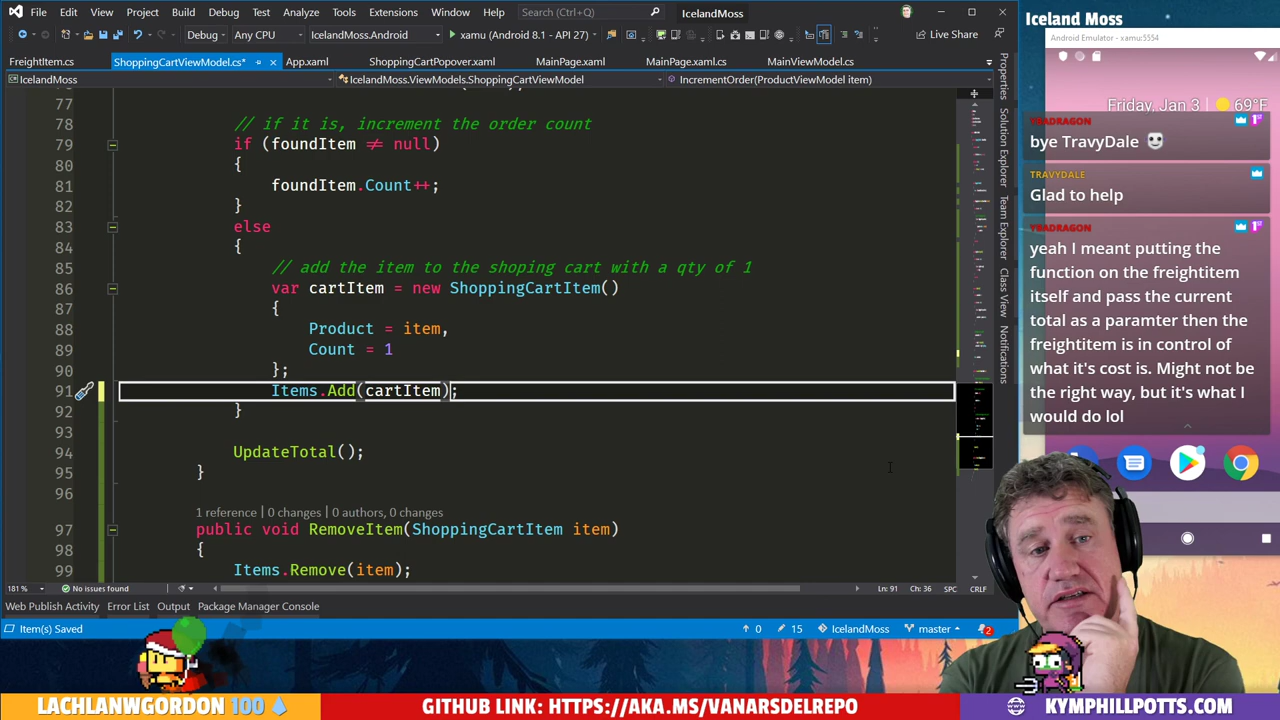 File Edit View Project Build Debug Test Analyze Tools Extensions Window Help Search (Ctrl+Q) IcelandMoss
Debug Any CPU IcelandMoss.Android xamu (Android 8.1 - API 27) Live Share
FreightItem.cs ShoppingCartViewModel.cs* App.xaml ShoppingCartPopover.xaml MainPage.xaml MainPage.xaml.cs MainViewModel.cs
IcelandMoss IcelandMoss.ViewModels.ShoppingCartViewModel IncrementOrder(ProductViewModel item)
77
78 // if it is, increment the order count
79 if (foundItem ≠ null)
80 {
81 foundItem.Count++;
82 }
83 else
84 {
85 // add the item to the shoping cart with a qty of 1
86 var cartItem = new ShoppingCartItem()
87 {
88 Product = item,
89 Count = 1
90 };
91 Items.Add(cartItem);
92 }
93
94 UpdateTotal();
95 }
96
1 reference | 0 changes | 0 authors, 0 changes
97 public void RemoveItem(ShoppingCartItem item)
98 {
99 Items.Remove(item);
181 % No issues found Ln: 91 Ch: 36 SPC CRLF
Web Publish Activity Error List Output Package Manager Console
Item(s) Saved 0 15 IcelandMoss master 2
Properties
Solution Explorer
Team Explorer
Class View
Notifications
Iceland Moss
Android Emulator - xamu:5554
Friday, Jan 3 | 69°F
TBADRAGON
bye TravyDale
TRAVYDALE
Glad to help
TBADRAGON
yeah I meant putting the
function on the freightitem
itself and pass the current
total as a paramter then the
freightitem is in control of
what it's cost is. Might not be
the right way, but it's what I
would do lol
LACHLANWGORDON 100
GITHUB LINK: HTTPS://AKA.MS/VANARSDELREPO
KYMPHILLPOTTS.COM